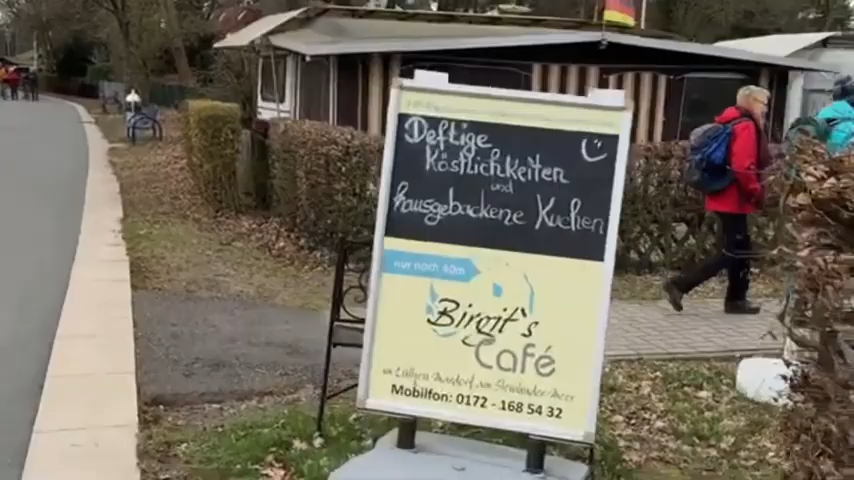 Deftige
Köstlichkeiten
und
hausgebackene Kuchen
nur noch 60m
Birgit's
Café
Mobilfon: 0172 - 168 54 32